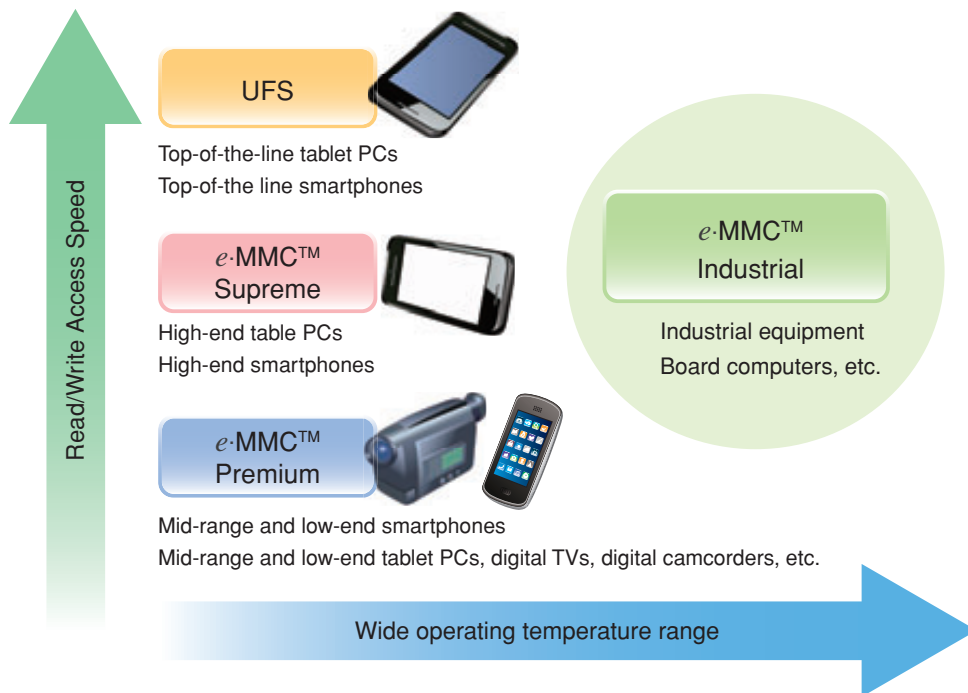 Read/Write Access Speed
UFS
Top-of-the-line tablet PCs
Top-of-the line smartphones
e·MMC™
Supreme
High-end table PCs
High-end smartphones
e·MMC™
Premium
Mid-range and low-end smartphones
Mid-range and low-end tablet PCs, digital TVs, digital camcorders, etc.
e·MMC™
Industrial
Industrial equipment
Board computers, etc.
Wide operating temperature range